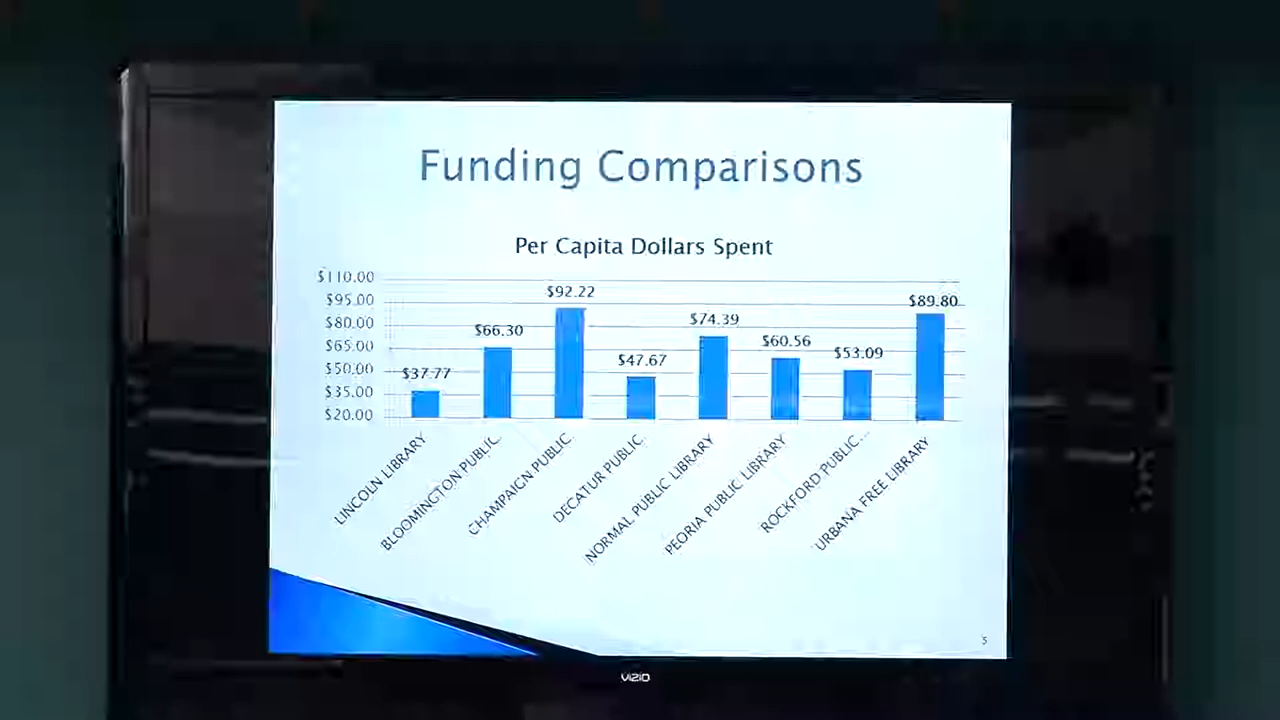 Funding Comparisons
Per Capita Dollars Spent
$110.00
$95.00
$80.00
$65.00
$50.00
$35.00
$20.00
$37.77
$66.30
$92.22
$47.67
$74.39
$60.56
$53.09
$89.80
LINCOLN LIBRARY
BLOOMINGTON PUBLIC...
CHAMPAIGN PUBLIC...
DECATUR PUBLIC...
NORMAL PUBLIC LIBRARY
PEORIA PUBLIC LIBRARY
ROCKFORD PUBLIC...
URBANA FREE LIBRARY
5
VIZIO